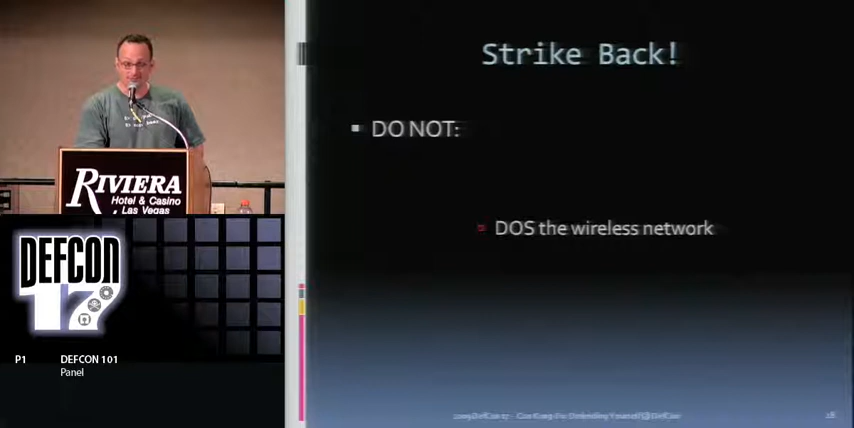 RIVIERA
Hotel & Casino
Las Vegas
DEFCON
17
P1 DEFCON 101
Panel
Strike Back!
DO NOT:
DOS the wireless network